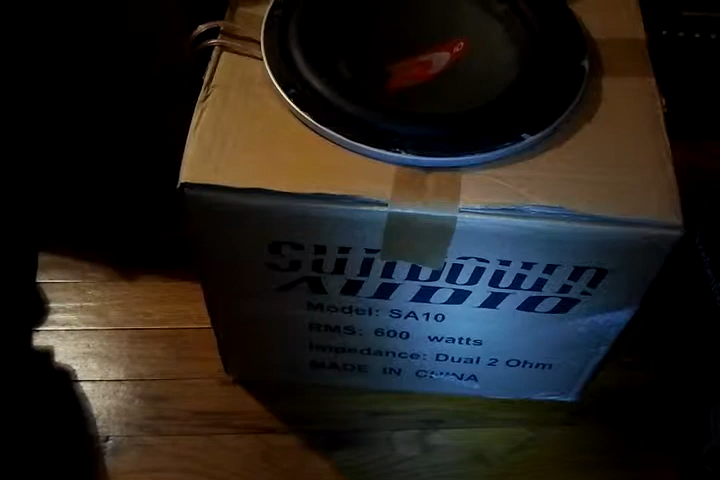 SUNDOWN
AUDIO
Model: SA10
RMS: 600 watts
Impedance: Dual 2 Ohm
MADE IN CHINA